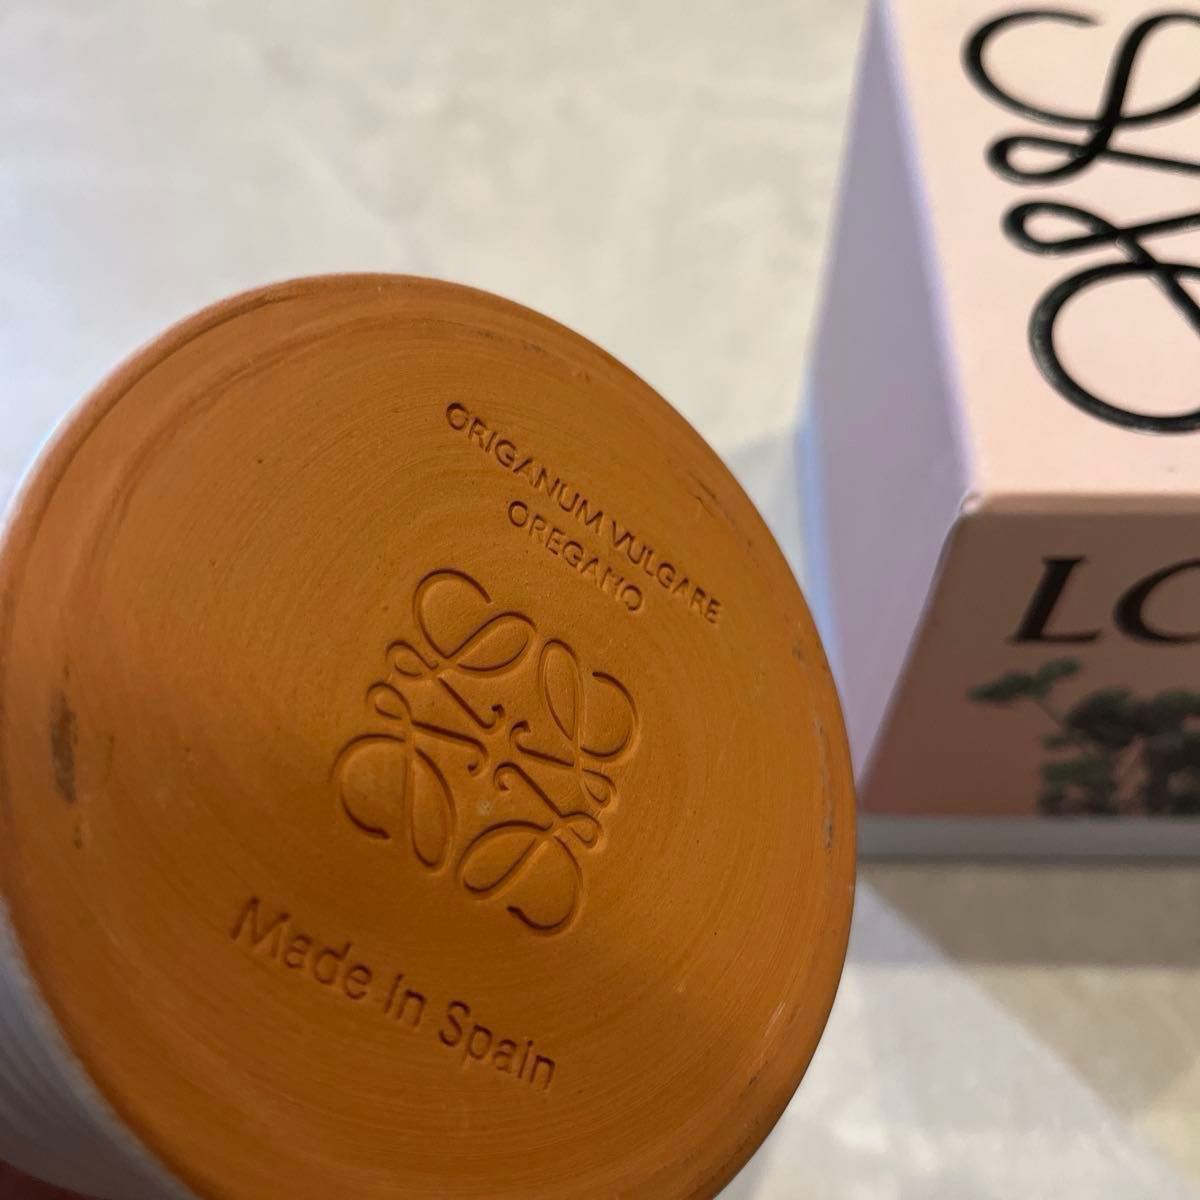 ORIGANUM VULGARE
OREGANO
Made In Spain
LO